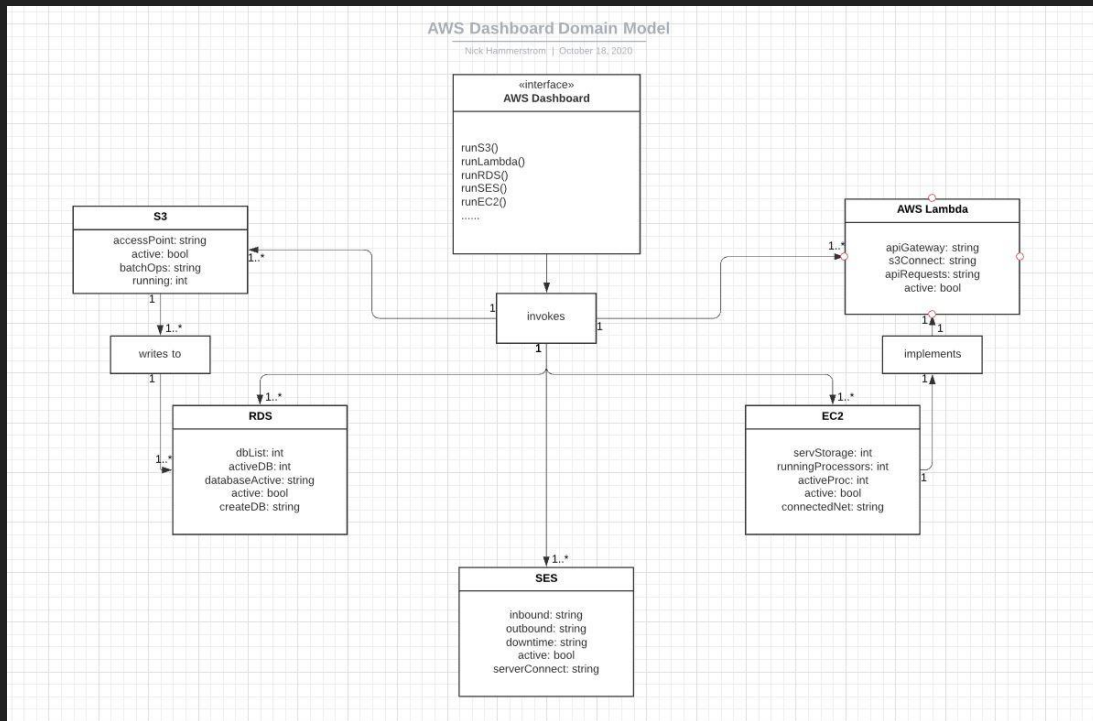 AWS Dashboard Domain Model
Nick Hammerstrom | October 18, 2020
«interface»
AWS Dashboard
runS3()
runLambda()
runRDS()
runSES()
runEC2()
......
S3
accessPoint: string
active: bool
batchOps: string
running: int
1..*
1
1..*
writes to
1
1..*
AWS Lambda
apiGateway: string
s3Connect: string
apiRequests: string
active: bool
1..*
1
1
implements
1
1
1
invokes
1
1
1..*
RDS
dbList: int
activeDB: int
databaseActive: string
active: bool
createDB: string
1..*
EC2
servStorage: int
runningProcessors: int
activeProc: int
active: bool
connectedNet: string
1..*
SES
inbound: string
outbound: string
downtime: string
active: bool
serverConnect: string